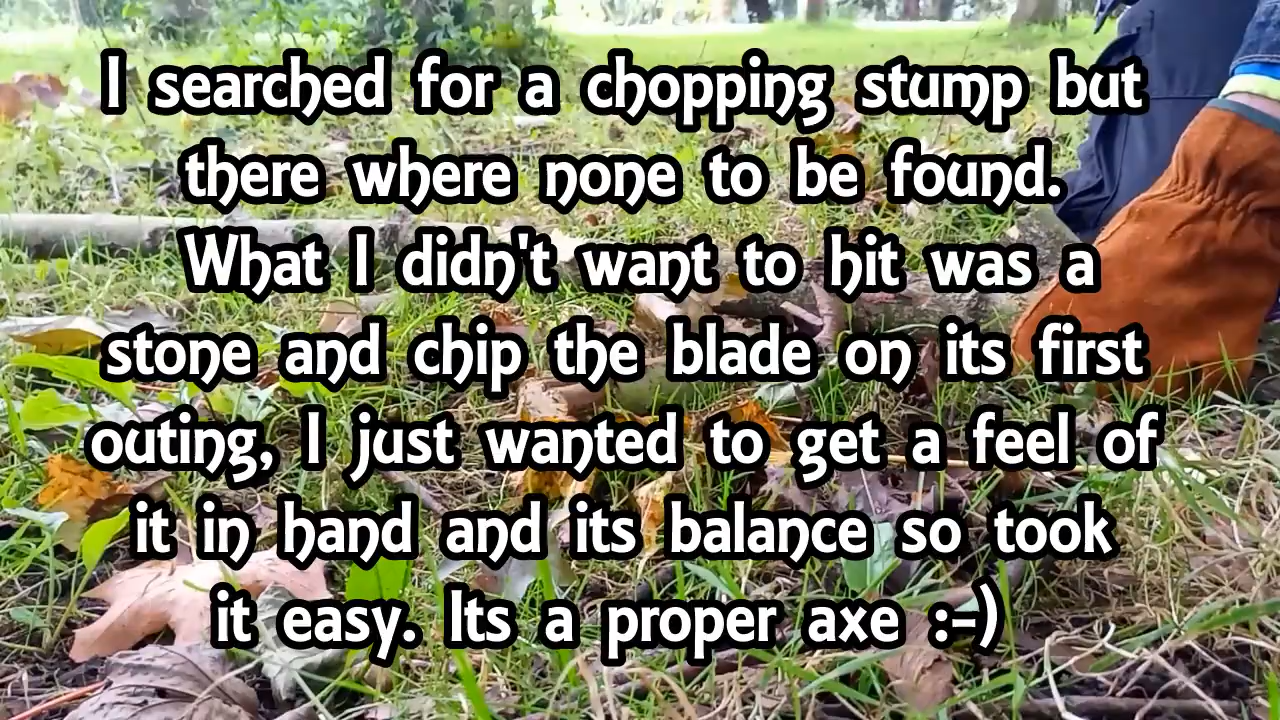 I searched for a chopping stump but
there where none to be found.
What I didn't want to hit was a
stone and chip the blade on its first
outing, I just wanted to get a feel of
it in hand and its balance so took
it easy. Its a proper axe :-)